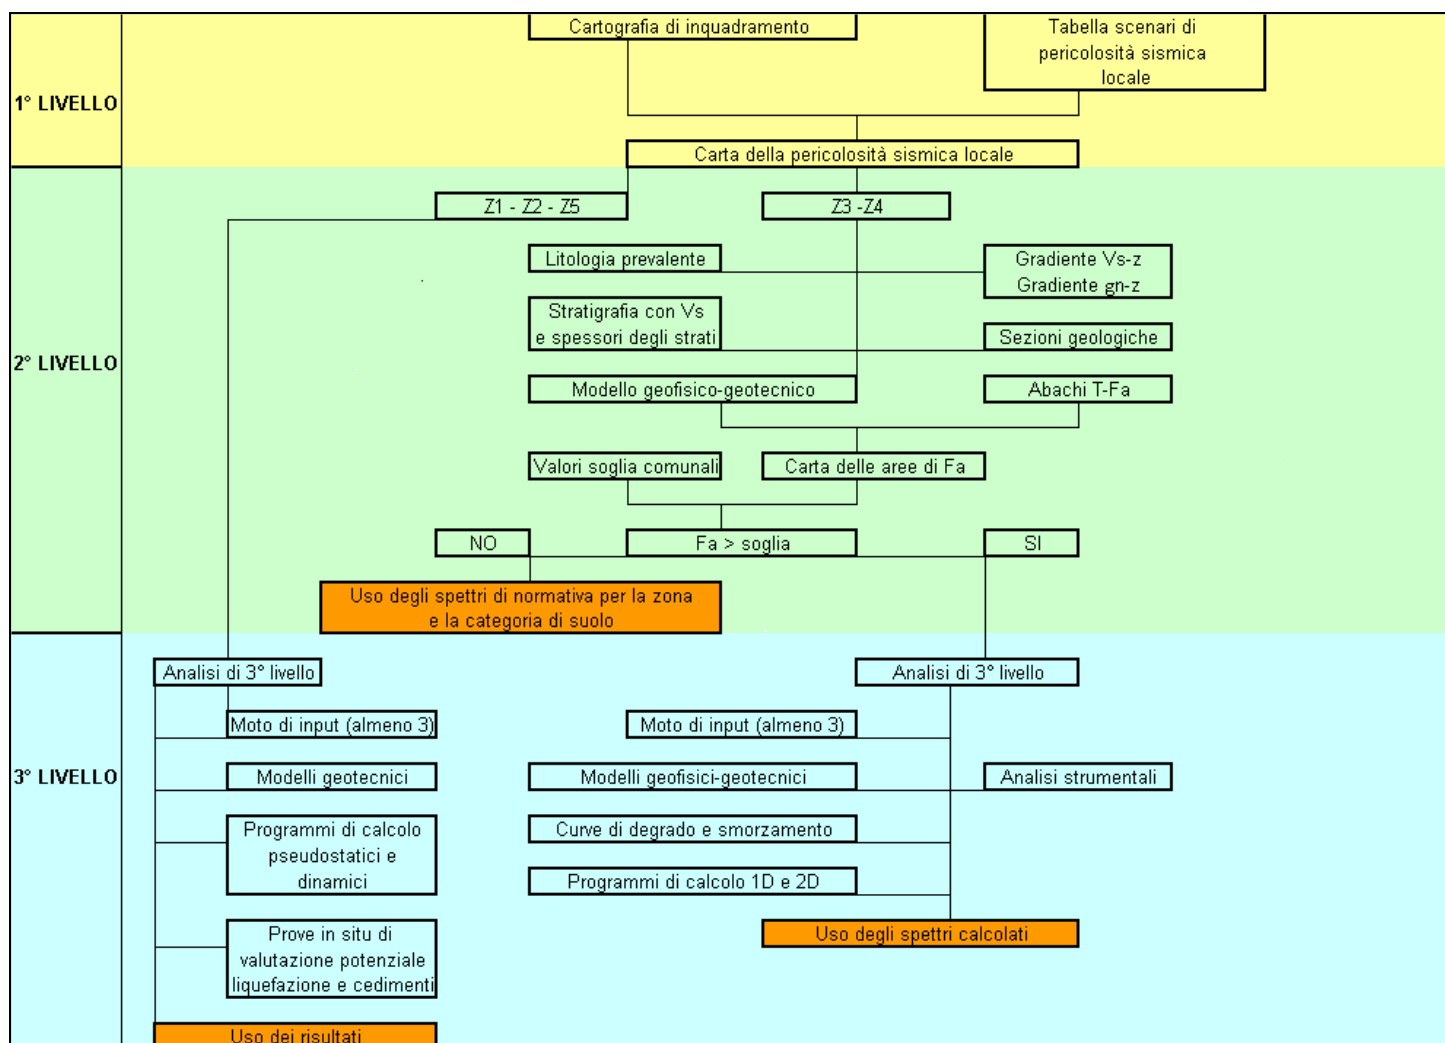 Cartografia di inquadramento
Tabella scenari di
pericolosità sismica
locale
1° LIVELLO
Carta della pericolosità sismica locale
Z1 - Z2 - Z5
Z3 -Z4
Litologia prevalente
Gradiente Vs-z
Gradiente gn-z
Stratigrafia con Vs
e spessori degli strati
Sezioni geologiche
2° LIVELLO
Modello geofisico-geotecnico
Abachi T-Fa
Valori soglia comunali
Carta delle aree di Fa
NO
Fa > soglia
SI
Uso degli spettri di normativa per la zona
e la categoria di suolo
Analisi di 3° livello
Analisi di 3° livello
Moto di input (almeno 3)
Moto di input (almeno 3)
3° LIVELLO
Modelli geotecnici
Modelli geofisici-geotecnici
Analisi strumentali
Programmi di calcolo
pseudostatici e
dinamici
Curve di degrado e smorzamento
Programmi di calcolo 1D e 2D
Prove in situ di
valutazione potenziale
liquefazione e cedimenti
Uso degli spettri calcolati
Uso dei risultati